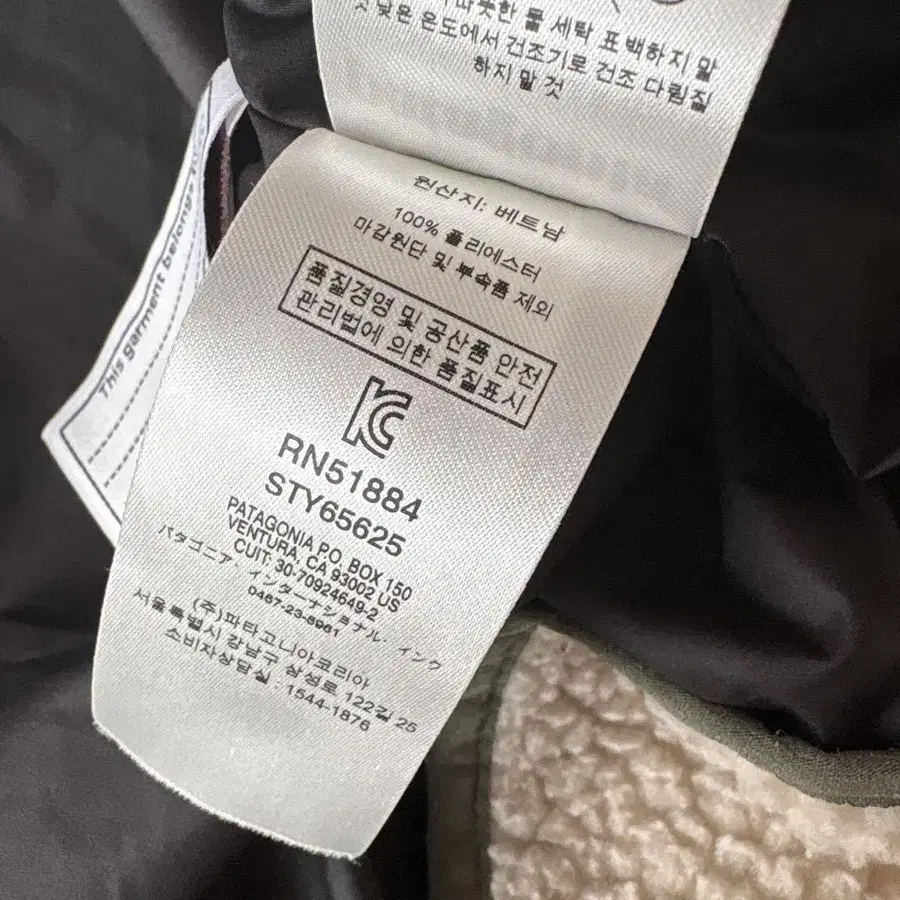 따뜻한 물 세탁 표백하지 말
것 낮은 온도에서 건조기로 건조 다림질
하지 말 것
This garment belongs to
원산지: 베트남
100% 폴리에스터
마감원단 및 부속품 제외
품질경영 및 공산품 안전
관리법에 의한 품질표시
KC
RN51884
STY65625
PATAGONIA P.O. BOX 150
VENTURA, CA 93002 US
CUIT: 30-70924649-2
パタゴニア・インターナショナル・インク
0467-23-8961
(주)파타고니아코리아
서울특별시 강남구 삼성로 122길 25
소비자상담실 : 1544-1876